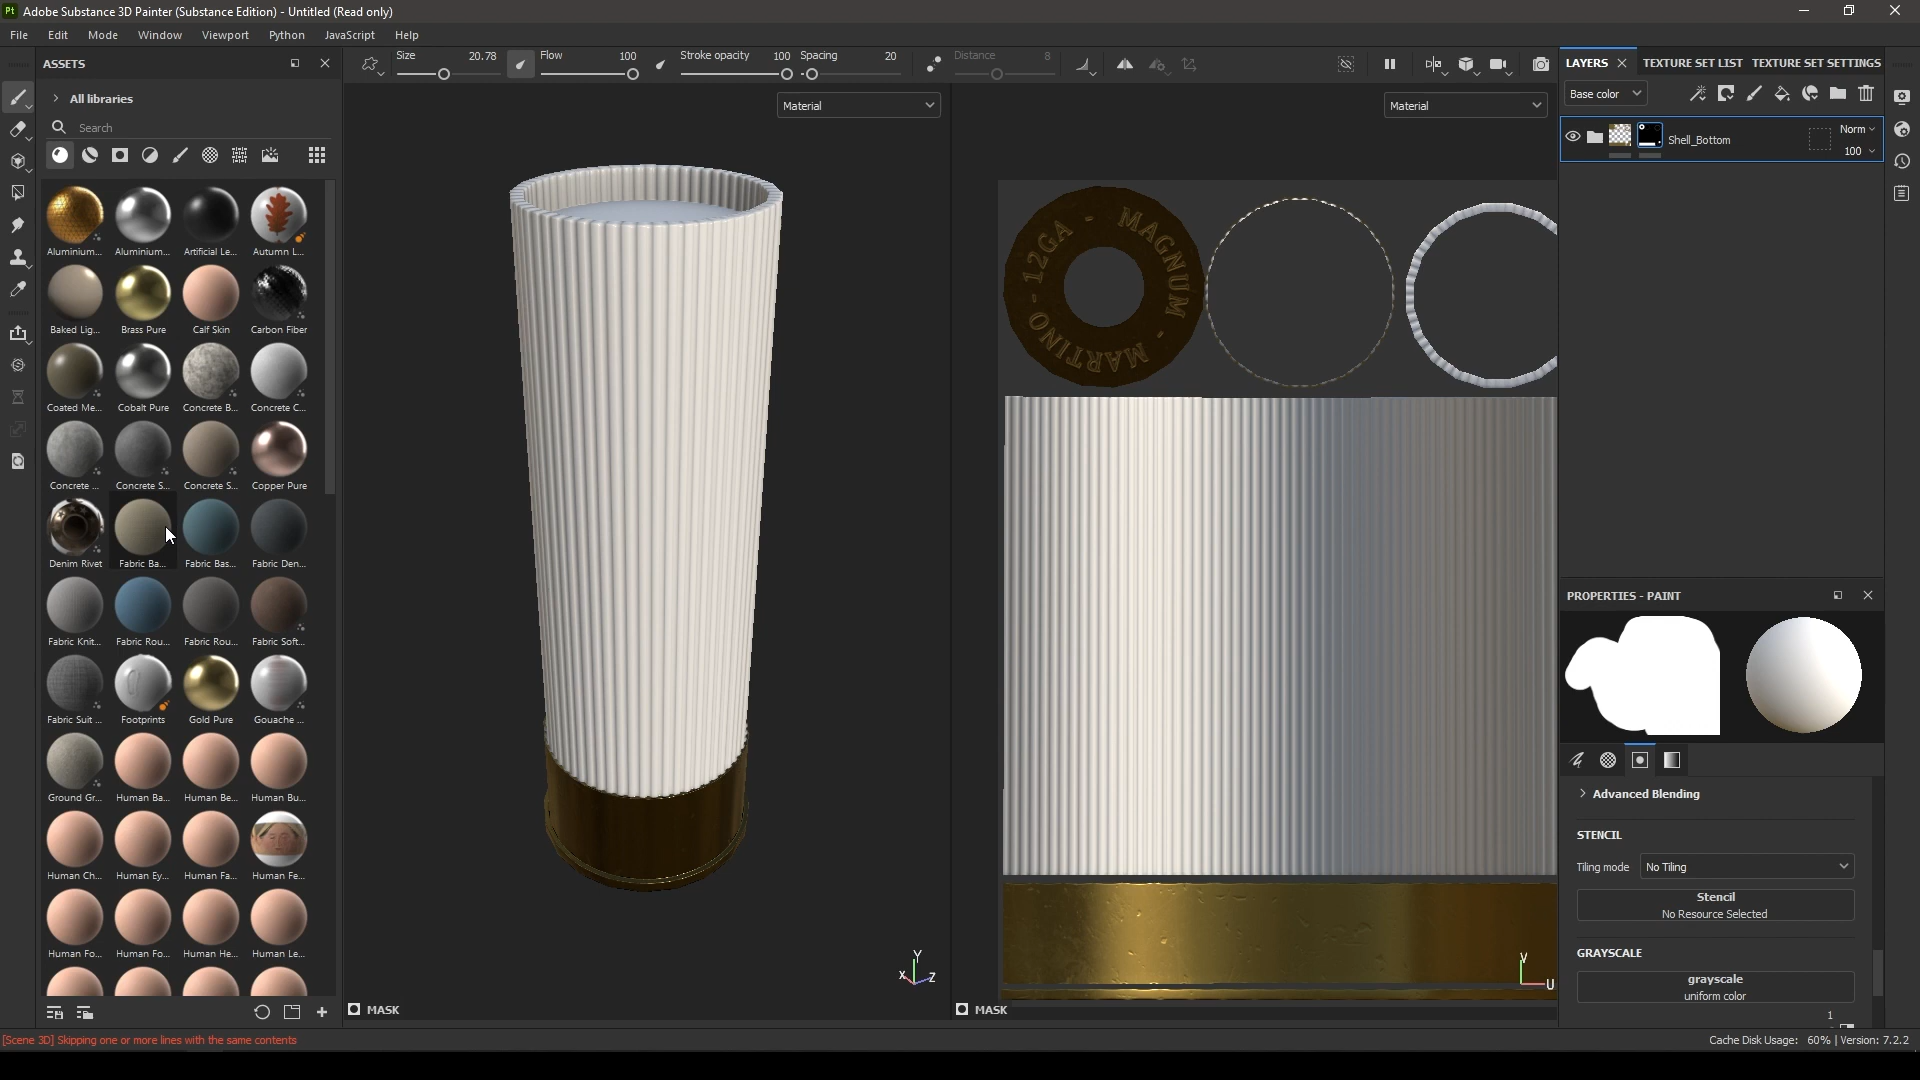 Pt Adobe Substance 3D Painter (Substance Edition) - Untitled (Read only)
File Edit Mode Window Viewport Python JavaScript Help
ASSETS
Size 20.78 Flow 100 Stroke opacity 100 Spacing 20 Distance 8
LAYERS TEXTURE SET LIST TEXTURE SET SETTINGS
All libraries
Search
Material
Material
Base color
Shell_Bottom
Norm
100
Aluminium... Aluminium... Artificial Le... Autumn L...
Baked Lig... Brass Pure Calf Skin Carbon Fiber
Coated Me... Cobalt Pure Concrete B... Concrete C...
Concrete ... Concrete S... Concrete S... Copper Pure
Denim Rivet Fabric Ba... Fabric Bas... Fabric Den...
Fabric Knit... Fabric Rou... Fabric Rou... Fabric Soft...
Fabric Suit ... Footprints Gold Pure Gouache ...
Ground Gr... Human Ba... Human Be... Human Bu...
Human Ch... Human Ey... Human Fa... Human Fe...
Human Fo... Human Fo... Human He... Human Le...
MARTINO - 12GA - MAGNIUM -
Y
X Z
V
U
MASK
MASK
PROPERTIES - PAINT
Advanced Blending
STENCIL
Tiling mode No Tiling
Stencil
No Resource Selected
GRAYSCALE
grayscale
uniform color
1
[Scene 3D] Skipping one or more lines with the same contents
Cache Disk Usage: 60% | Version: 7.2.2